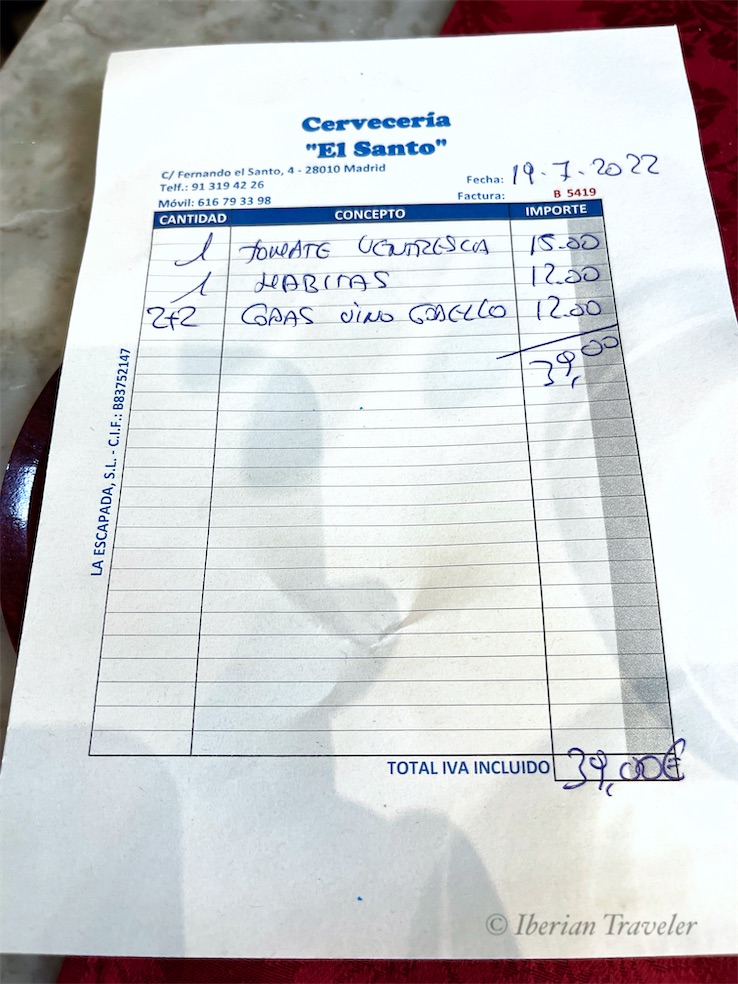 Cervecería
"El Santo"
C/ Fernando el Santo, 4 - 28010 Madrid
Telf.: 91 319 42 26
Móvil: 616 79 33 98
Fecha: 19.7.2022
Factura: B 5419
CANTIDAD CONCEPTO IMPORTE
1 TOMATE VENTRESCA 15.00
1 HABITAS 12.00
2+2 COPAS VINO GODELLO 12.00
39,00
LA ESCAPADA, S.L. - C.I.F.: B83752147
TOTAL IVA INCLUIDO 39,00€
© Iberian Traveler